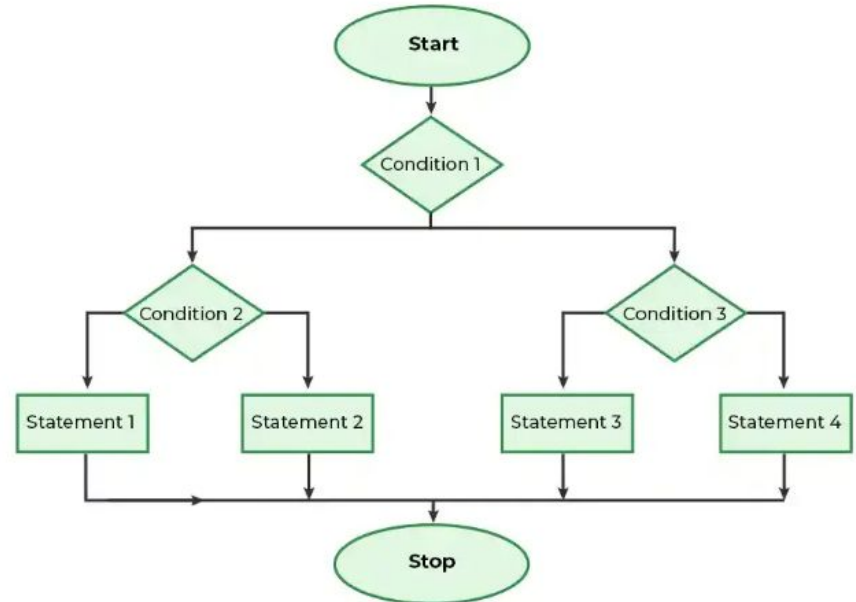 Start
Condition 1
Condition 2
Condition 3
Statement 1
Statement 2
Statement 3
Statement 4
Stop